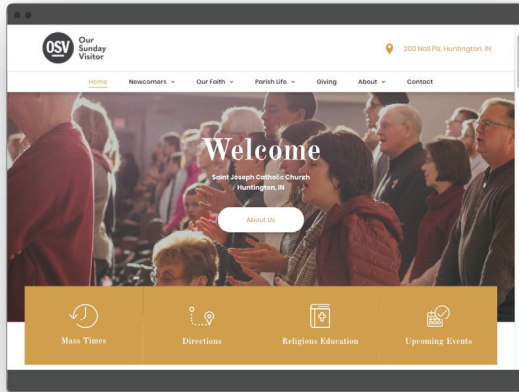 OSV
Our
Sunday
Visitor
200 Noll Plz, Huntington, IN
Home Newcomers Our Faith Parish Life Giving About Contact
Welcome
Saint Joseph Catholic Church
Huntington, IN
About Us
Mass Times Directions Religious Education Upcoming Events